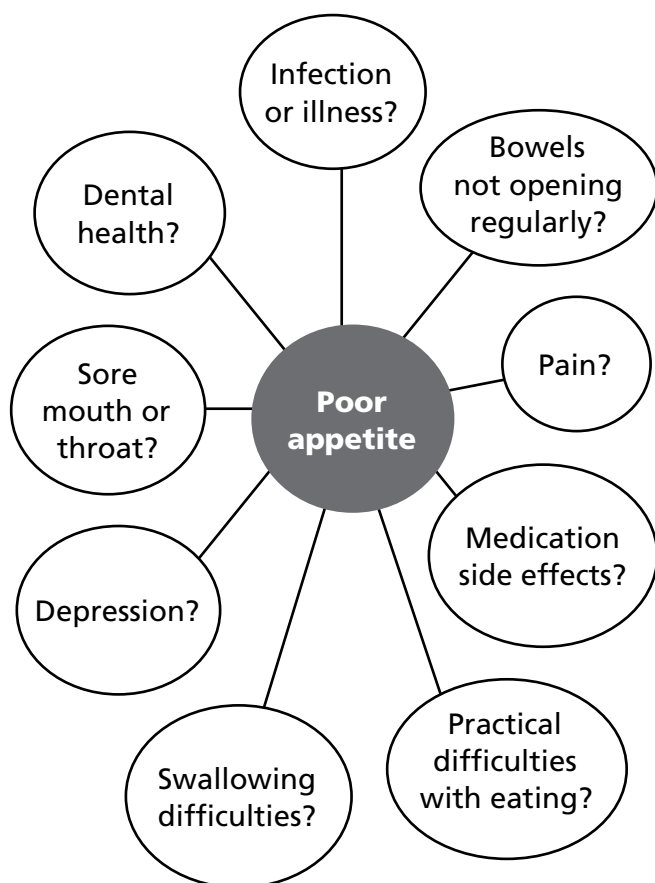 Infection
or illness?
Bowels
not opening
regularly?
Dental
health?
Pain?
Sore
mouth or
throat?
Poor
appetite
Medication
side effects?
Depression?
Practical
difficulties
with eating?
Swallowing
difficulties?